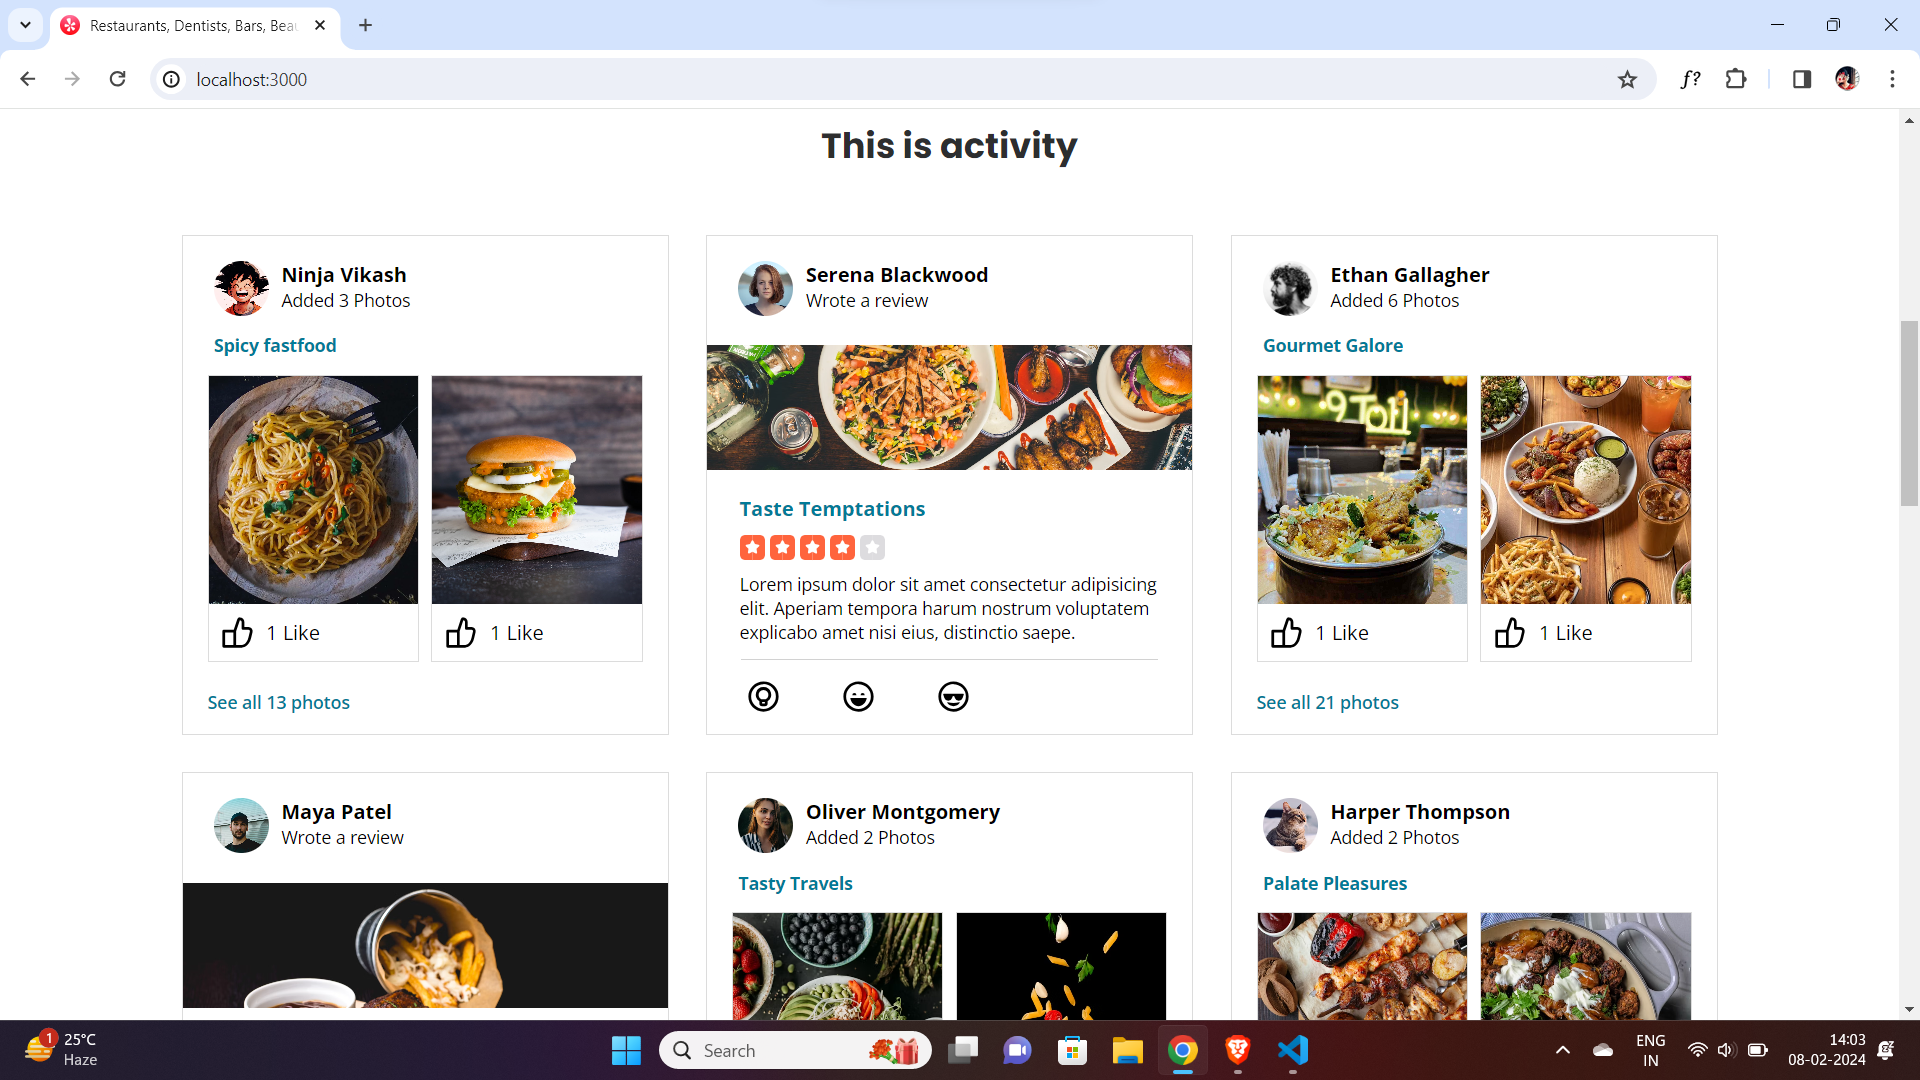 Restaurants, Dentists, Bars, Beau
localhost:3000
f?
This is activity
Ninja Vikash
Added 3 Photos
Spicy fastfood
1 Like
1 Like
See all 13 photos
Serena Blackwood
Wrote a review
Taste Temptations
Lorem ipsum dolor sit amet consectetur adipisicing
elit. Aperiam tempora harum nostrum voluptatem
explicabo amet nisi eius, distinctio saepe.
Ethan Gallagher
Added 6 Photos
Gourmet Galore
1 Like
1 Like
See all 21 photos
Maya Patel
Wrote a review
Oliver Montgomery
Added 2 Photos
Tasty Travels
Harper Thompson
Added 2 Photos
Palate Pleasures
1
25°C
Haze
Search
ENG
IN
14:03
08-02-2024